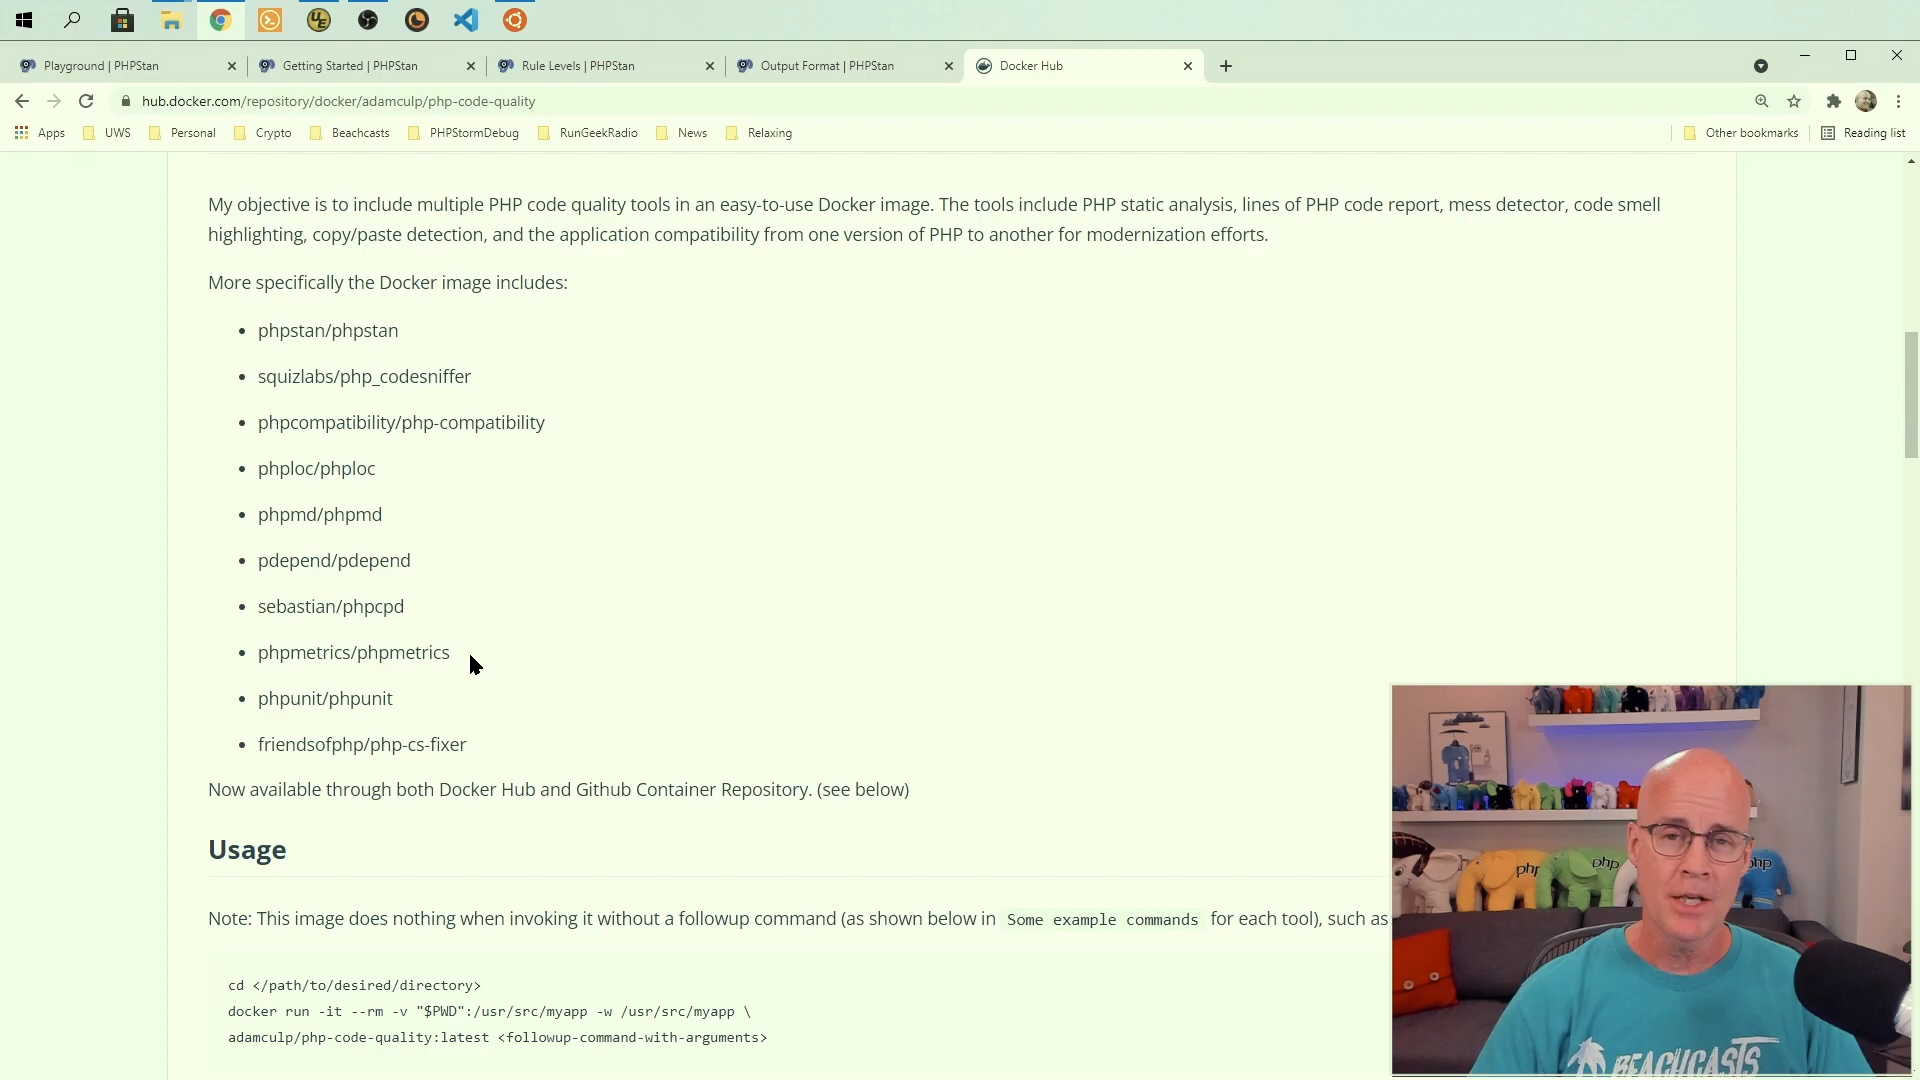 Playground | PHPStan
Getting Started | PHPStan
Rule Levels | PHPStan
Output Format | PHPStan
Docker Hub
hub.docker.com/repository/docker/adamculp/php-code-quality
Apps
UWS
Personal
Crypto
Beachcasts
PHPStormDebug
RunGeekRadio
News
Relaxing
Other bookmarks
Reading list
My objective is to include multiple PHP code quality tools in an easy-to-use Docker image. The tools include PHP static analysis, lines of PHP code report, mess detector, code smell
highlighting, copy/paste detection, and the application compatibility from one version of PHP to another for modernization efforts.
More specifically the Docker image includes:
• phpstan/phpstan
• squizlabs/php_codesniffer
• phpcompatibility/php-compatibility
• phploc/phploc
• phpmd/phpmd
• pdepend/pdepend
• sebastian/phpcpd
• phpmetrics/phpmetrics
• phpunit/phpunit
• friendsofphp/php-cs-fixer
Now available through both Docker Hub and Github Container Repository. (see below)
Usage
Note: This image does nothing when invoking it without a followup command (as shown below in Some example commands for each tool), such as
cd </path/to/desired/directory>
docker run -it --rm -v "$PWD":/usr/src/myapp -w /usr/src/myapp \
adamculp/php-code-quality:latest <followup-command-with-arguments>
php
php
php
BEACHCASTS